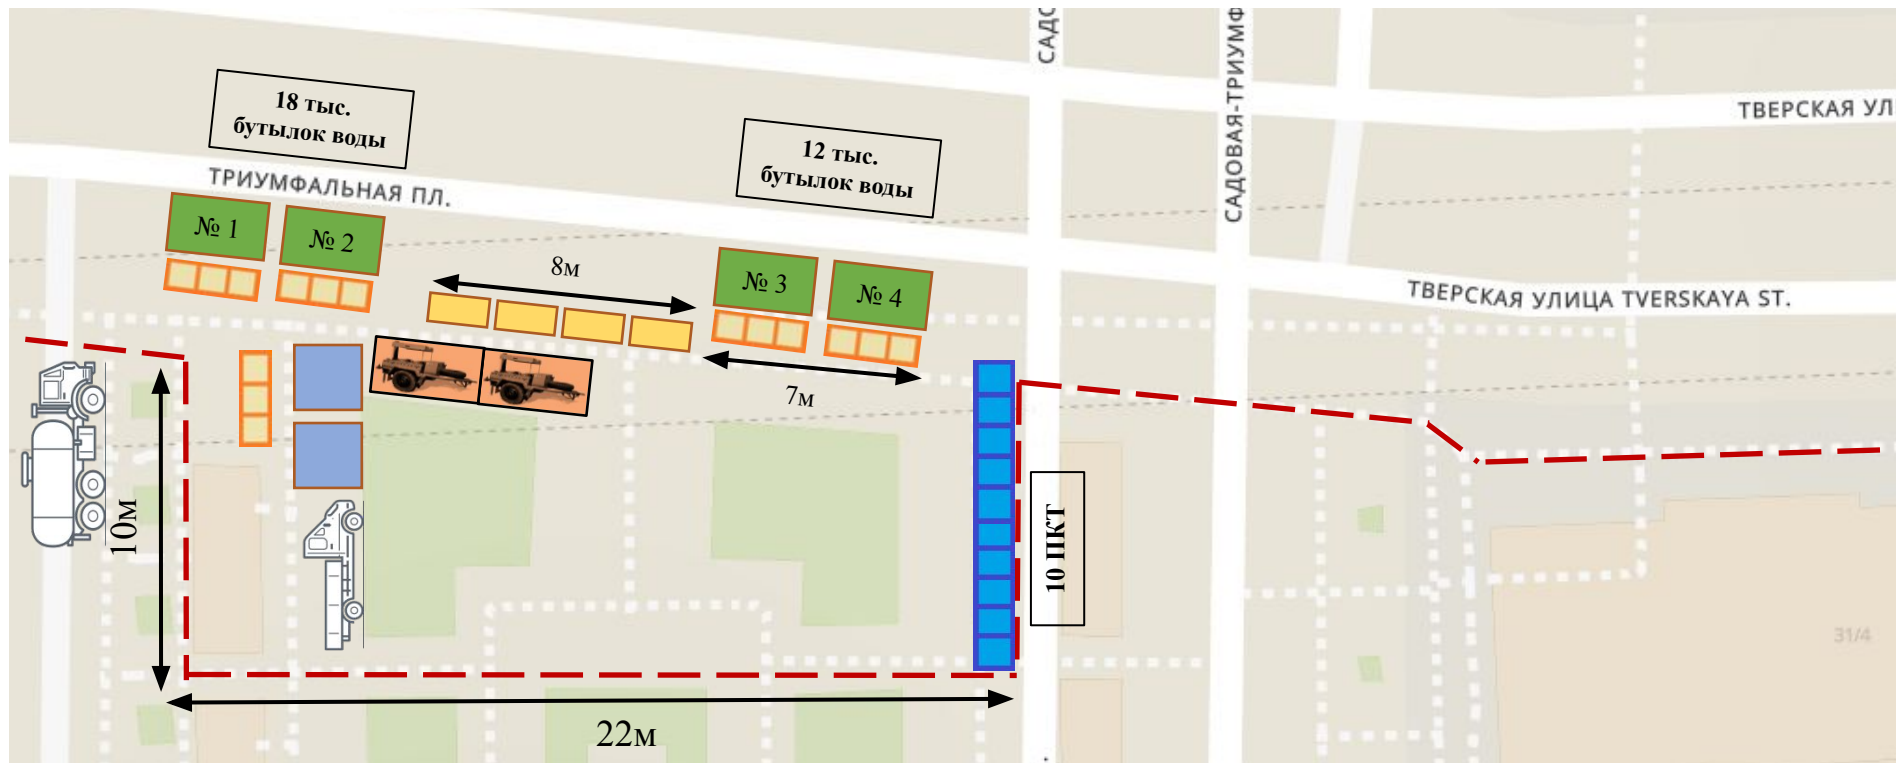 САДО
САДОВАЯ-ТРИУМФ
ТВЕРСКАЯ УЛ
18 тыс.
бутылок воды
12 тыс.
бутылок воды
ТРИУМФАЛЬНАЯ ПЛ.
№ 1
№ 2
8м
№ 3
№ 4
ТВЕРСКАЯ УЛИЦА TVERSKAYA ST.
7м
10м
10 ПКТ
31/4
22м